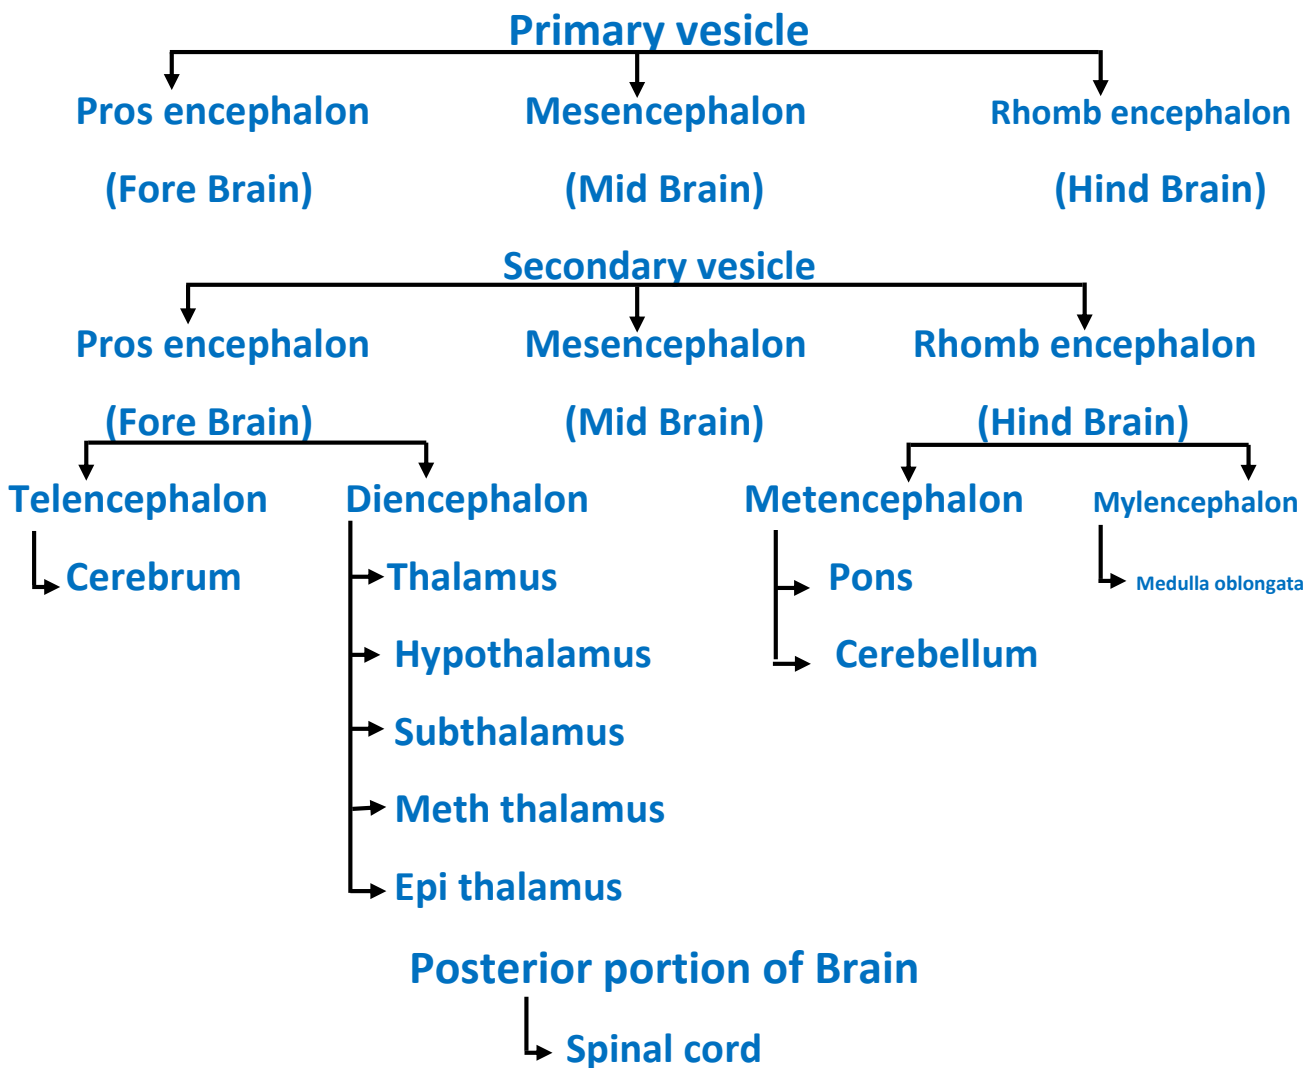 Primary vesicle
Pros encephalon Mesencephalon Rhomb encephalon
(Fore Brain) (Mid Brain) (Hind Brain)
Secondary vesicle
Pros encephalon Mesencephalon Rhomb encephalon
(Fore Brain) (Mid Brain) (Hind Brain)
Telencephalon Diencephalon Metencephalon Mylencephalon
Cerebrum Thalamus Pons Medulla oblongata
Hypothalamus Cerebellum
Subthalamus
Meth thalamus
Epi thalamus
Posterior portion of Brain
Spinal cord